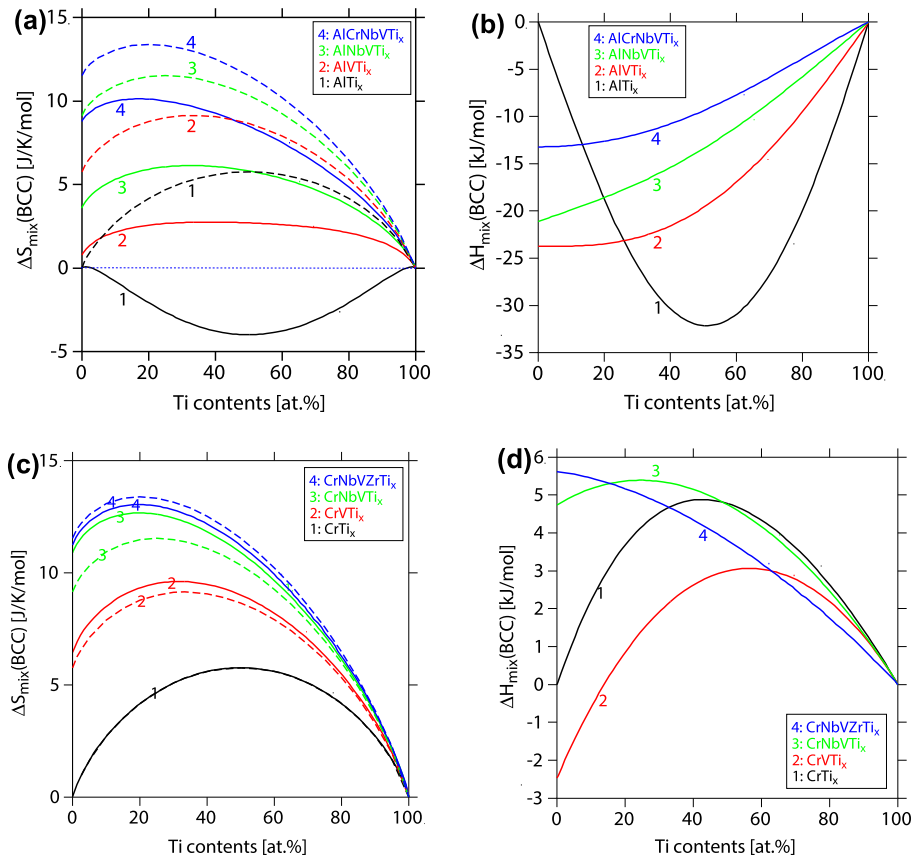 (a)
15
10
5
0
-5
ΔSmix(BCC) [J/K/mol]
4: AlCrNbVTix
3: AlNbVTix
2: AlVTix
1: AlTix
4
3
4
2
1
3
2
1
0 20 40 60 80 100
Ti contents [at.%]
(b)
0
-5
-10
-15
-20
-25
-30
-35
ΔHmix(BCC) [kJ/mol]
4: AlCrNbVTix
3: AlNbVTix
2: AlVTix
1: AlTix
4
3
2
1
0 20 40 60 80 100
Ti contents [at.%]
(c)
15
10
5
0
ΔSmix(BCC) [J/K/mol]
4: CrNbVZrTix
3: CrNbVTix
2: CrVTix
1: CrTix
4
4
3
3
2
2
1
0 20 40 60 80 100
Ti contents [at.%]
(d)
6
5
4
3
2
1
0
-1
-2
-3
ΔHmix(BCC) [kJ/mol]
3
4
1
2
4: CrNbVZrTix
3: CrNbVTix
2: CrVTix
1: CrTix
0 20 40 60 80 100
Ti contents [at.%]